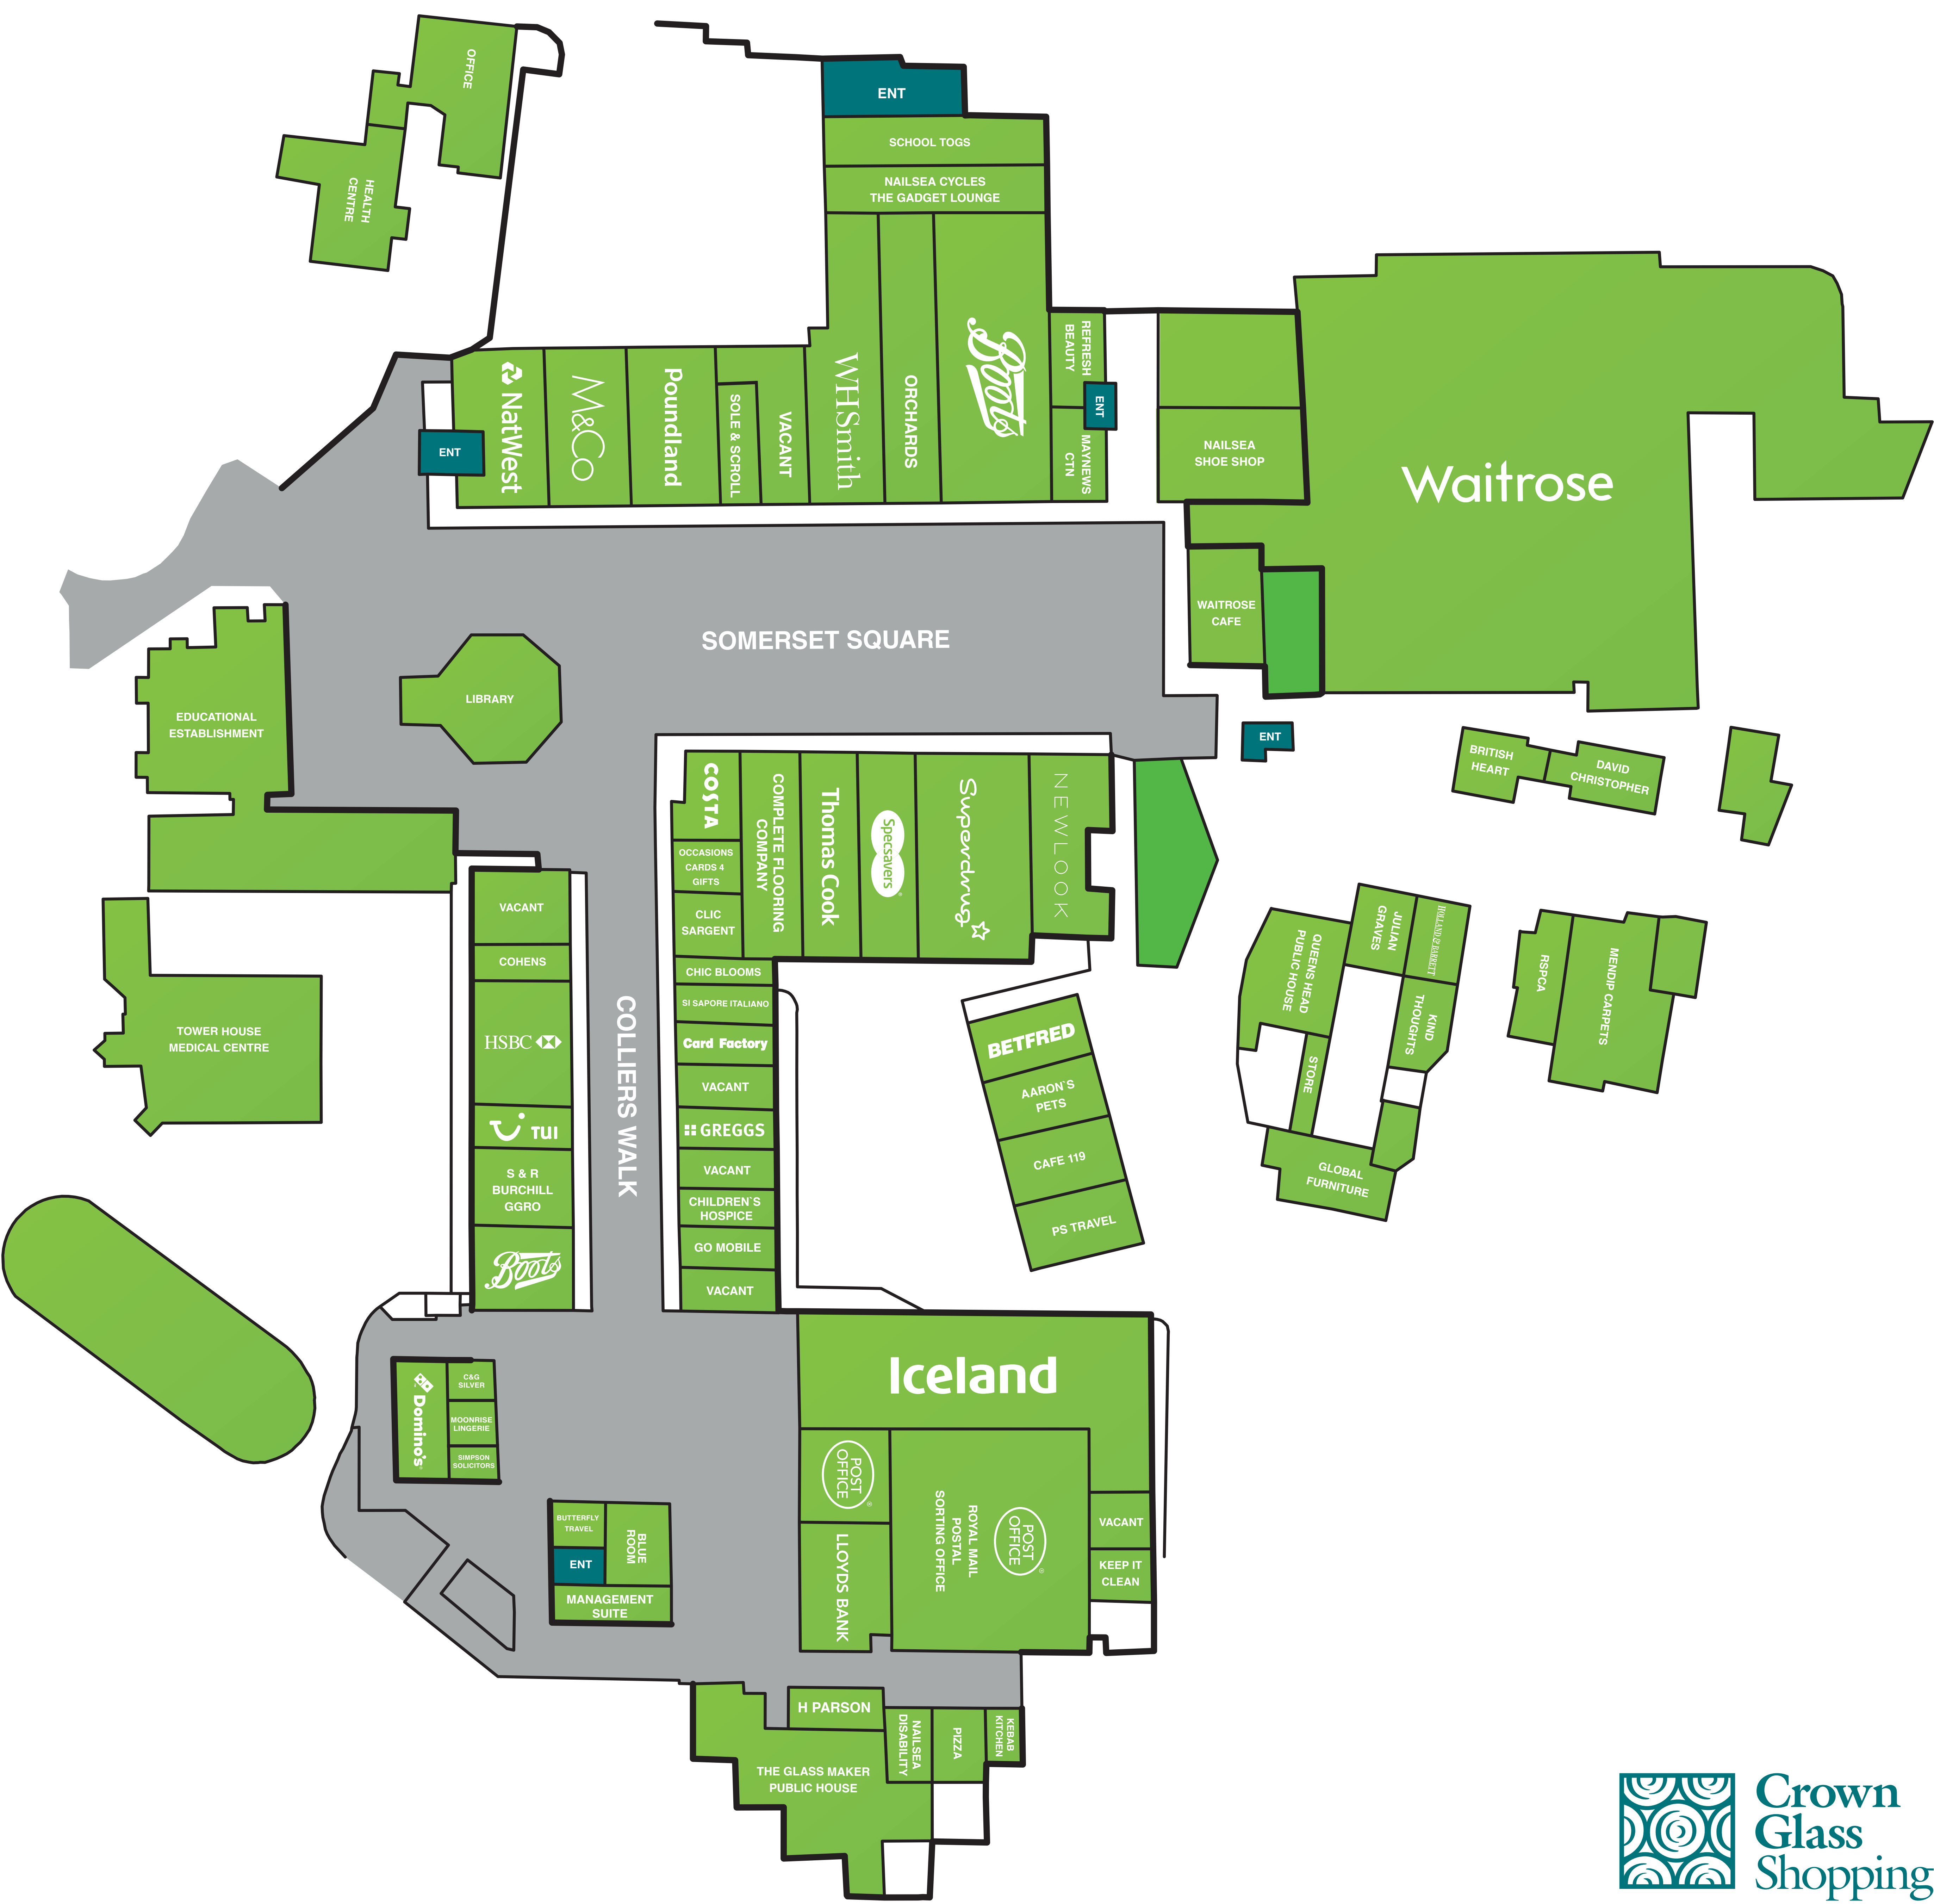 OFFICE
HEALTH
CENTRE
ENT
SCHOOL TOGS
NAILSEA CYCLES
THE GADGET LOUNGE
NatWest
M&Co
Poundland
SOLE & SCROLL
VACANT
WHSmith
ORCHARDS
Boots
REFRESH
BEAUTY
ENT
MAYNEWS
CTN
NAILSEA
SHOE SHOP
Waitrose
ENT
WAITROSE
CAFE
SOMERSET SQUARE
LIBRARY
EDUCATIONAL
ESTABLISHMENT
ENT
BRITISH
HEART
DAVID
CHRISTOPHER
COSTA
OCCASIONS
CARDS 4
GIFTS
CLIC
SARGENT
COMPLETE FLOORING
COMPANY
Thomas Cook
Specsavers
Superdrug
NEW LOOK
VACANT
COHENS
HSBC
TUI
S & R
BURCHILL
GGRO
Boots
COLLIERS WALK
CHIC BLOOMS
SI SAPORE ITALIANO
Card Factory
VACANT
GREGGS
VACANT
CHILDREN`S
HOSPICE
GO MOBILE
VACANT
TOWER HOUSE
MEDICAL CENTRE
BETFRED
AARON`S
PETS
CAFE 119
PS TRAVEL
QUEENS HEAD
PUBLIC HOUSE
JULIAN
GRAVES
HOLLAND & BARRETT
KIND
THOUGHTS
STORE
GLOBAL
FURNITURE
RSPCA
MENDIP CARPETS
Iceland
POST
OFFICE
LLOYDS BANK
ROYAL MAIL
POSTAL
SORTING OFFICE
POST
OFFICE
VACANT
KEEP IT
CLEAN
Domino's
C&G
SILVER
MOONRISE
LINGERIE
SIMPSON
SOLICITORS
BUTTERFLY
TRAVEL
BLUE
ROOM
ENT
MANAGEMENT
SUITE
H PARSON
NAILSEA
DISABILITY
PIZZA
KEBAB
KITCHEN
THE GLASS MAKER
PUBLIC HOUSE
Crown
Glass
Shopping